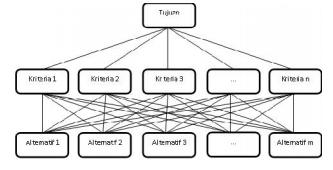 Tujuan
Kriteria 1
Kriteria 2
Kriteria 3
...
Kriteria n
Alternatif 1
Alternatif 2
Alternatif 3
...
Alternatif m